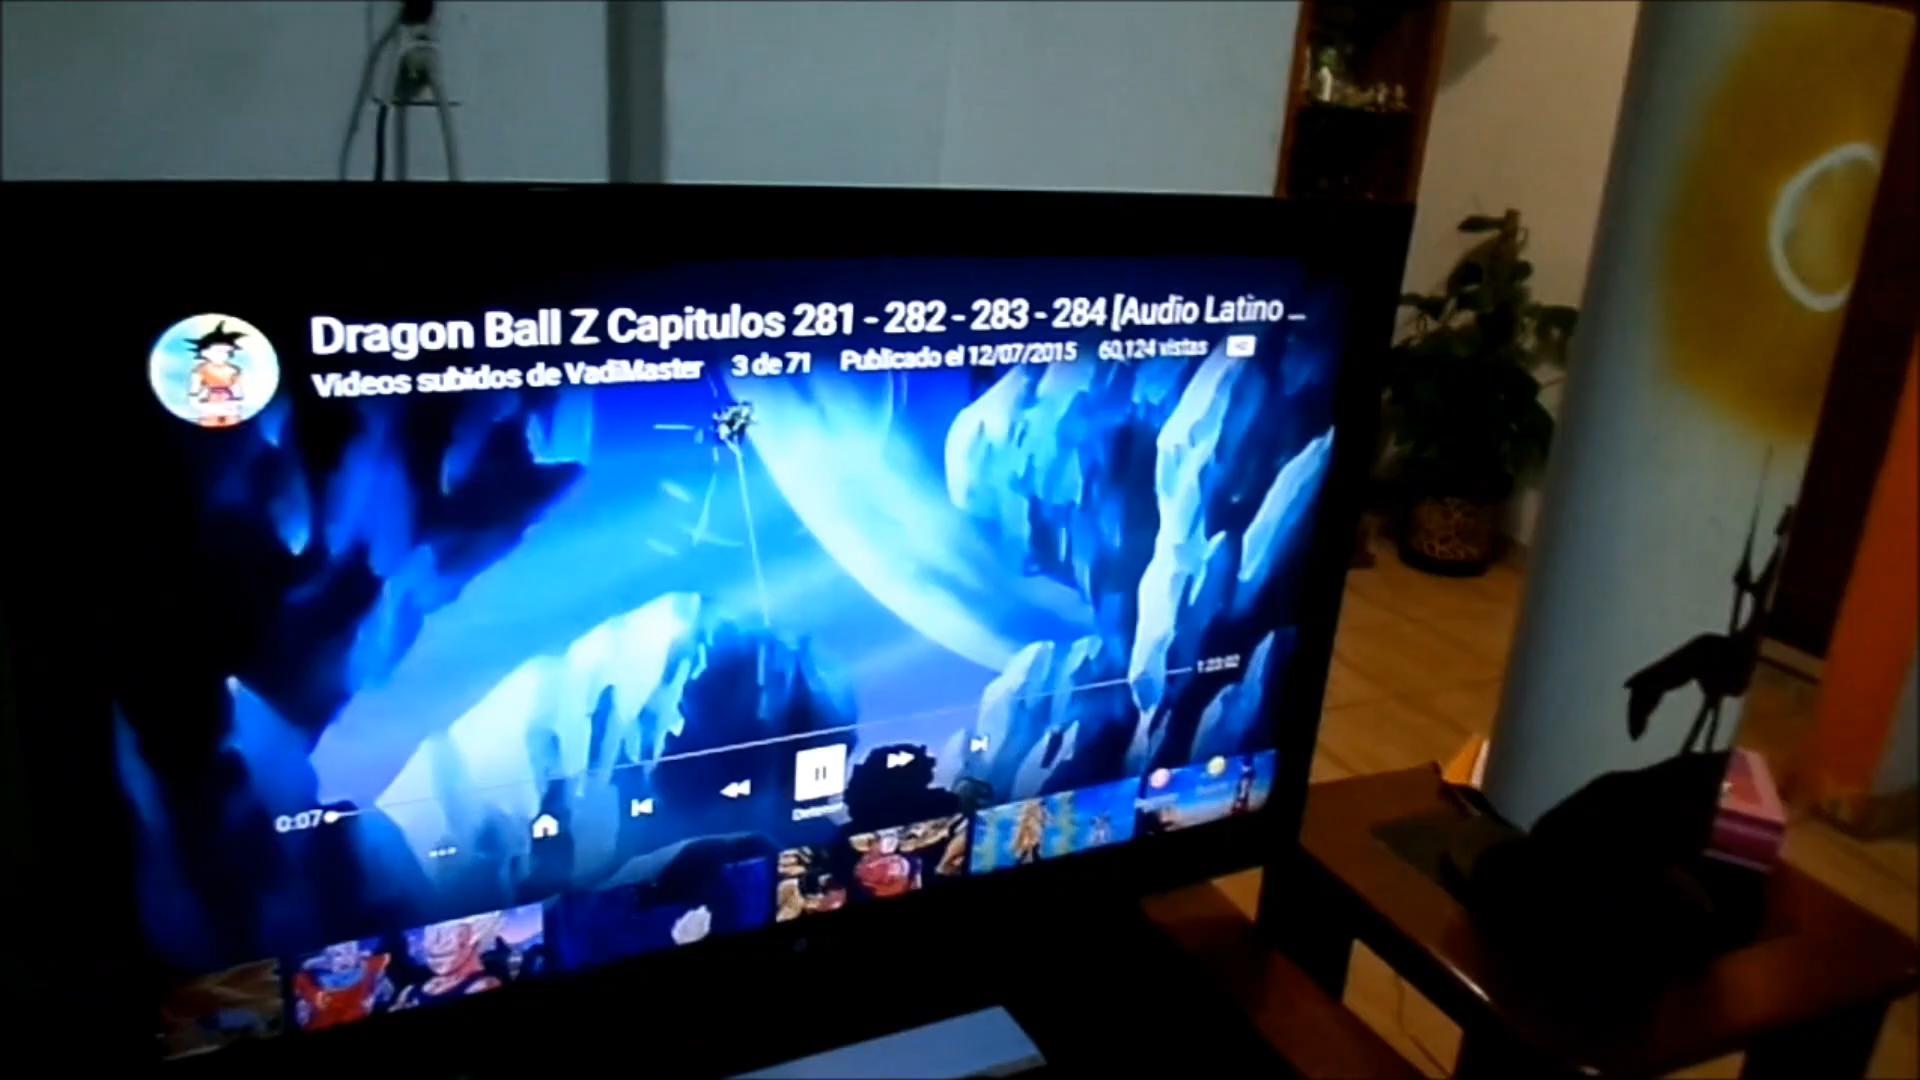 Dragon Ball Z Capitulos 281 - 282 - 283 - 284 [Audio Latino ...
Videos subidos de VadiMaster 3 de 71 Publicado el 12/07/2015 60,124 vistas
0:07